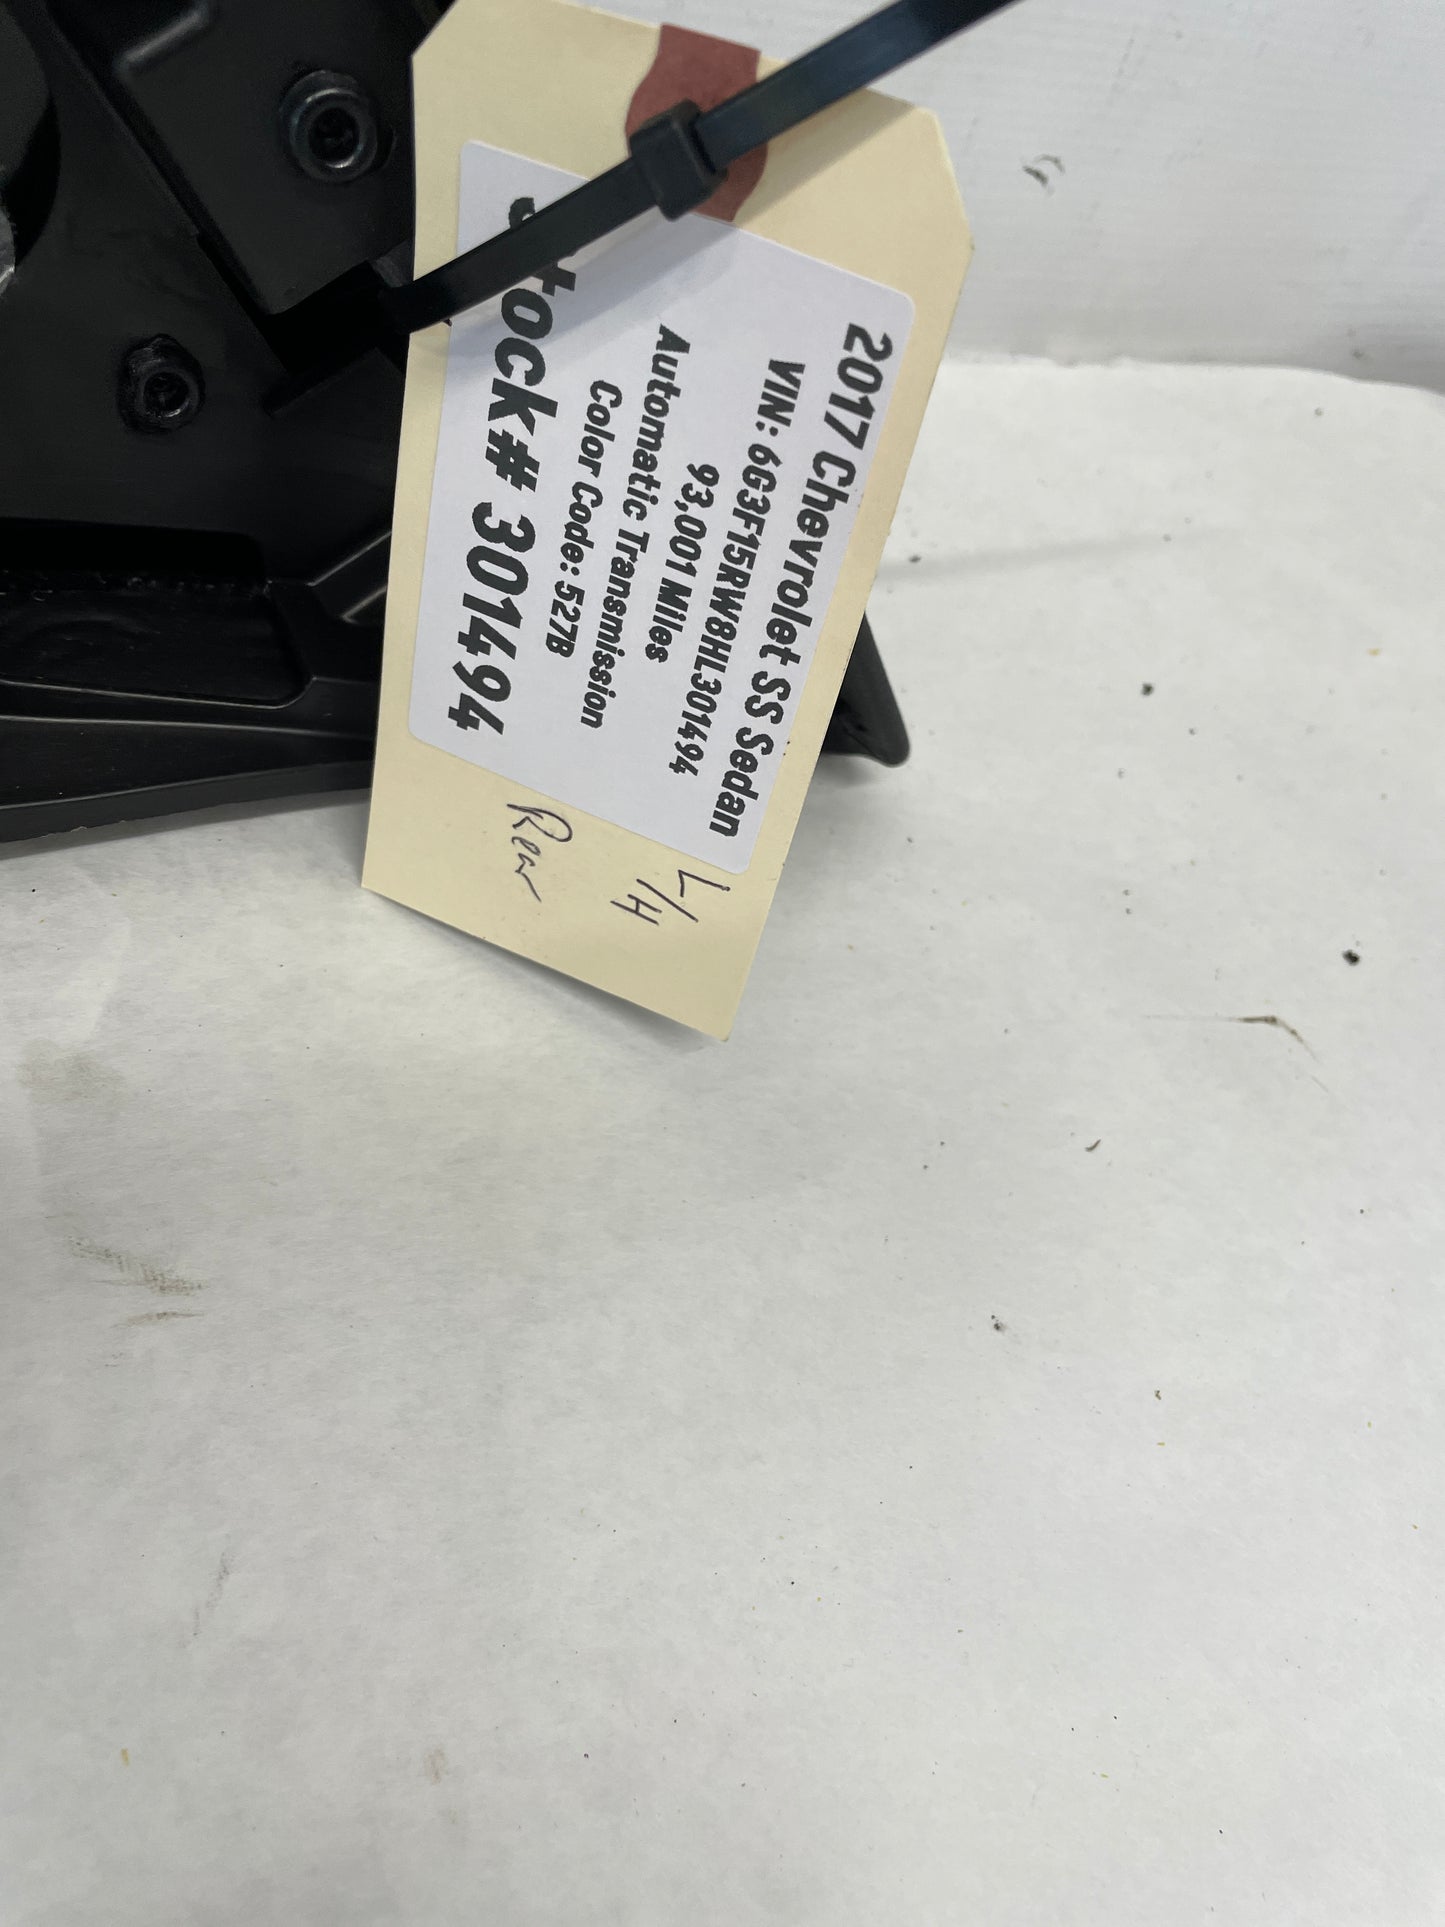 2017 Chevrolet SS Sedan
VIN: 6G3F15RW8HL301494
93,001 Miles
Automatic Transmission
Color Code: 527B
Stock# 301494
L/H
Rear